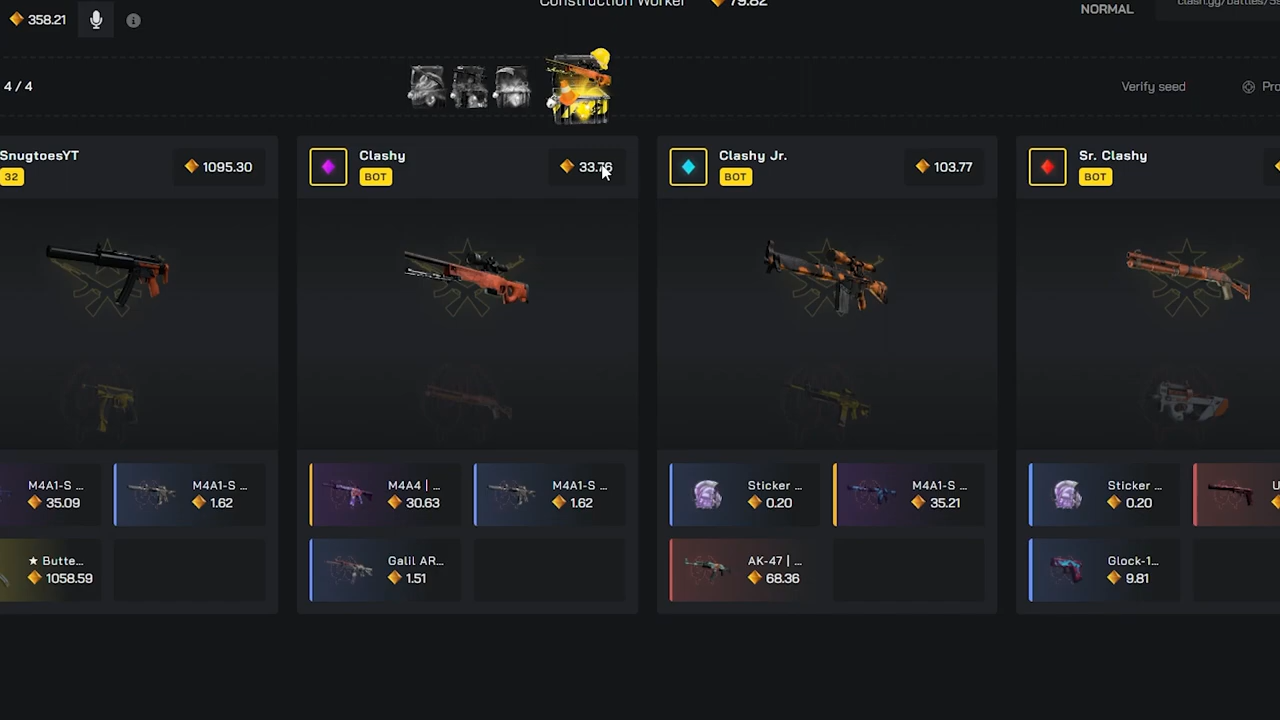 Construction Worker 79.82
358.21
NORMAL
4 / 4
Verify seed
SnugtoesYT
32
1095.30
Clashy
BOT
33.76
Clashy Jr.
BOT
103.77
Sr. Clashy
BOT
M4A1-S ...
35.09
M4A1-S ...
1.62
★ Butte...
1058.59
M4A4 | ...
30.63
M4A1-S ...
1.62
Galil AR...
1.51
Sticker ...
0.20
M4A1-S ...
35.21
AK-47 | ...
68.36
Sticker ...
0.20
Glock-1...
9.81